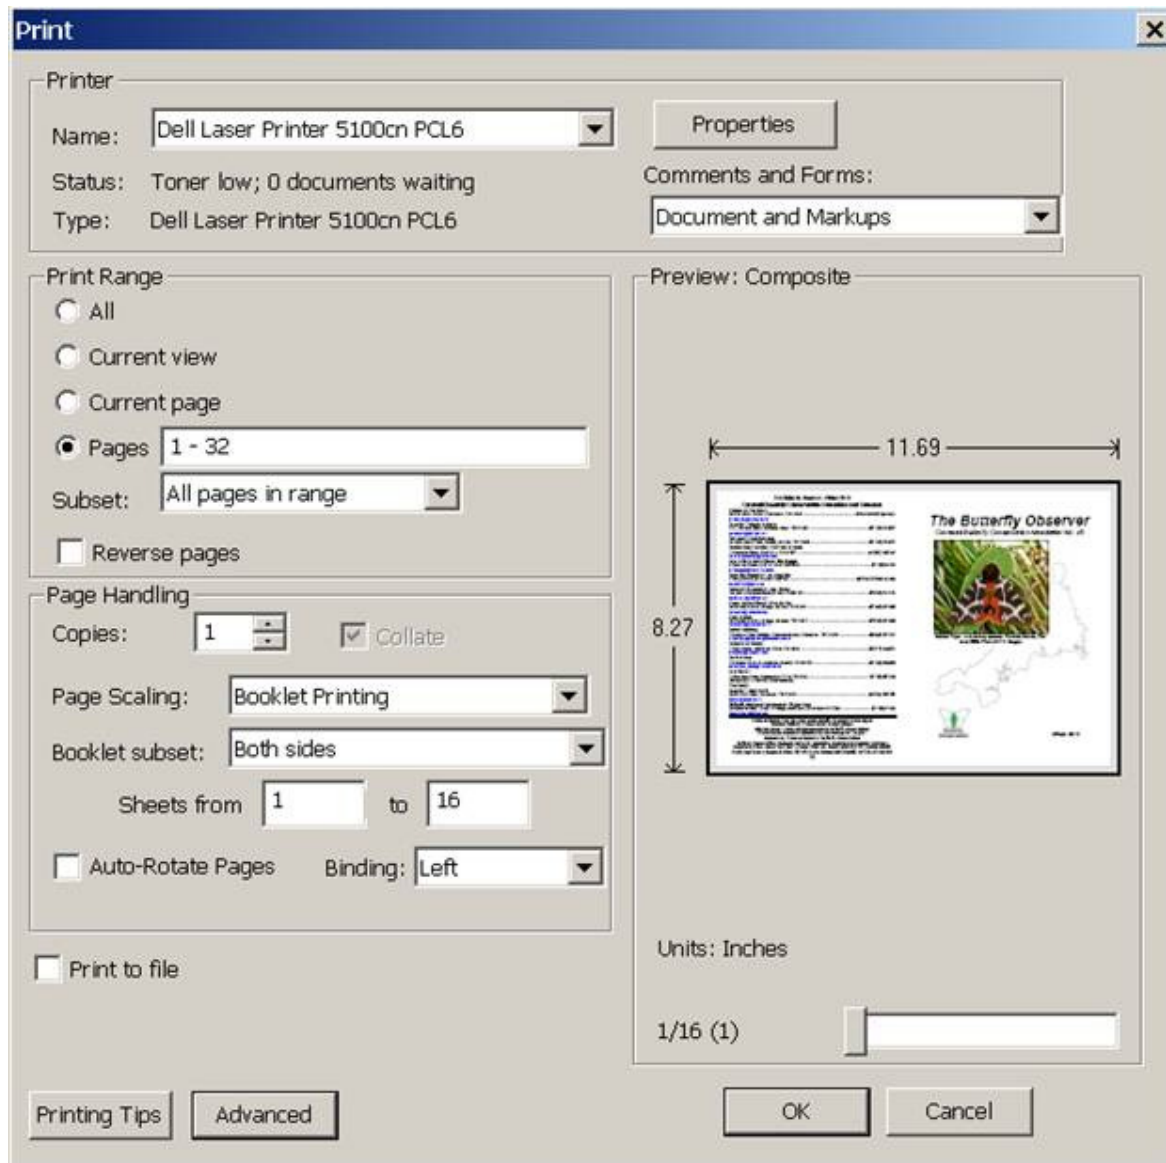 Print
Printer
Name: Dell Laser Printer 5100cn PCL6 Properties
Status: Toner low; 0 documents waiting Comments and Forms:
Type: Dell Laser Printer 5100cn PCL6 Document and Markups
Print Range
All
Current view
Current page
Pages 1 - 32
Subset: All pages in range
Reverse pages
Page Handling
Copies: 1 Collate
Page Scaling: Booklet Printing
Booklet subset: Both sides
Sheets from 1 to 16
Auto-Rotate Pages Binding: Left
Print to file
Preview: Composite
11.69
8.27
The Butterfly Observer
Units: Inches
1/16 (1)
Printing Tips Advanced OK Cancel